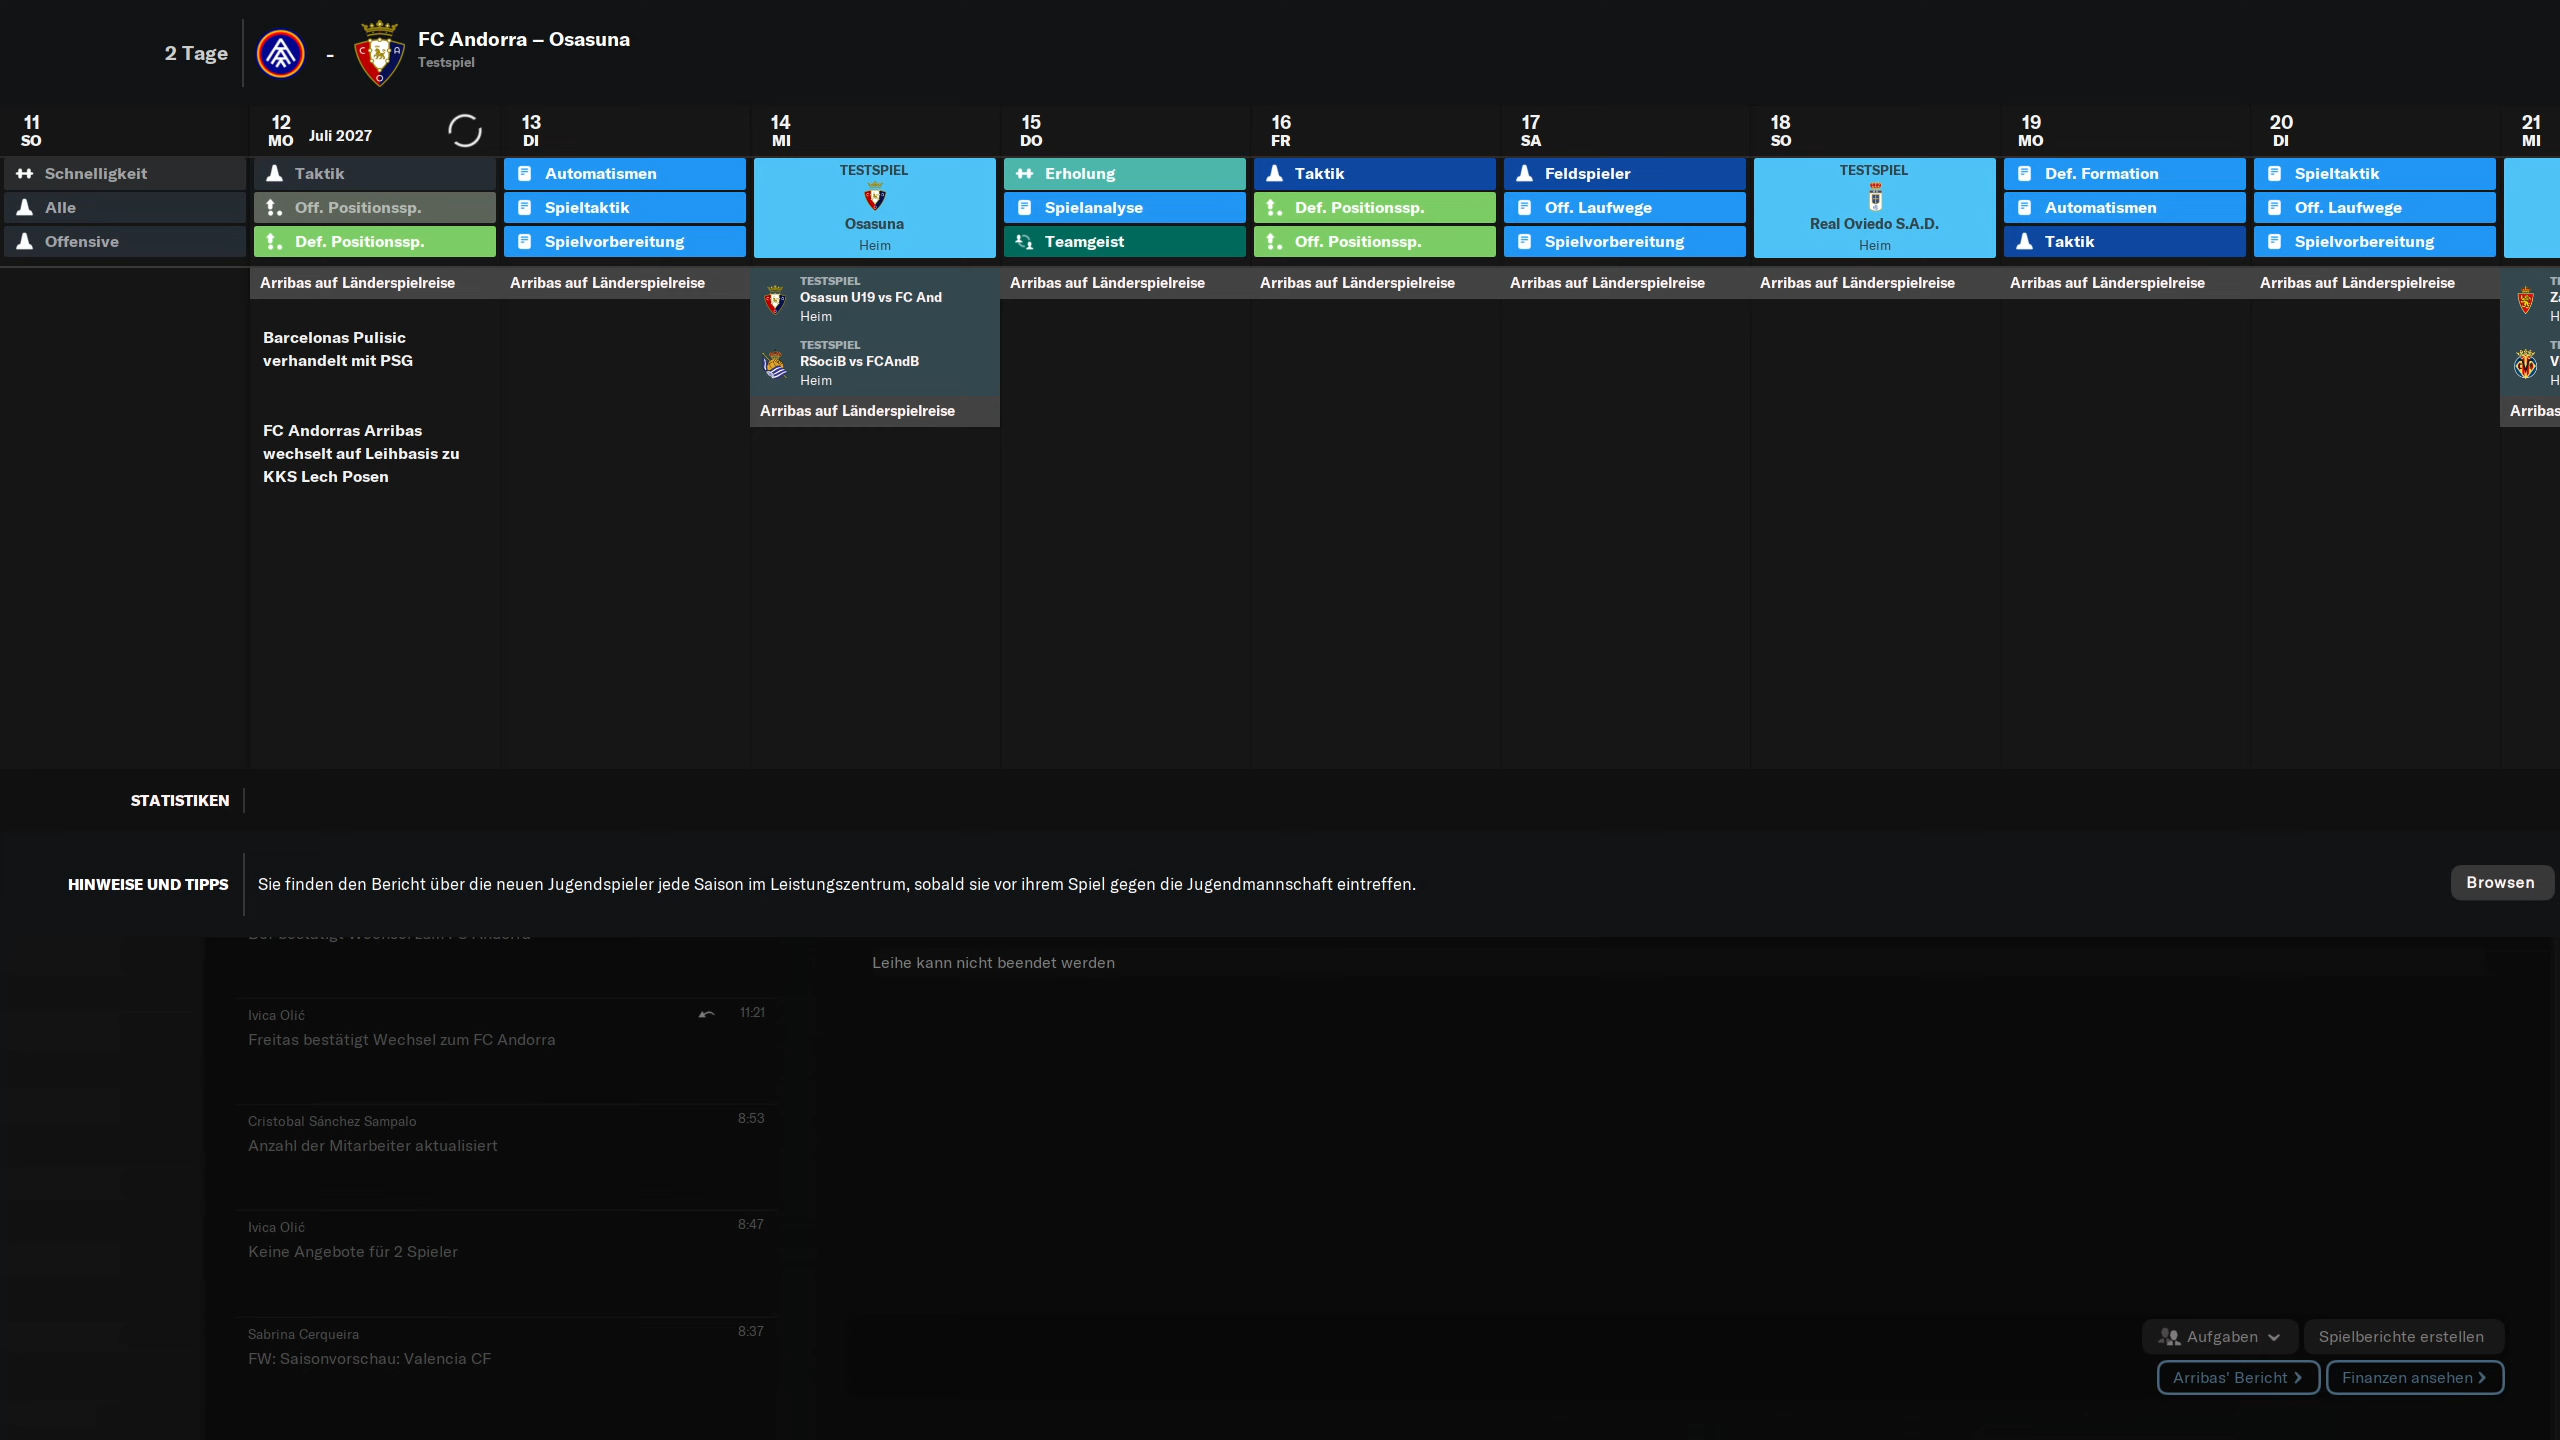 2 Tage
-
FC Andorra – Osasuna
Testspiel
11
SO
12
MO
Juli 2027
13
DI
14
MI
15
DO
16
FR
17
SA
18
SO
19
MO
20
DI
21
MI
Schnelligkeit
Alle
Offensive
Taktik
Off. Positionssp.
Def. Positionssp.
Automatismen
Spieltaktik
Spielvorbereitung
TESTSPIEL
Osasuna
Heim
Erholung
Spielanalyse
Teamgeist
Taktik
Def. Positionssp.
Off. Positionssp.
Feldspieler
Off. Laufwege
Spielvorbereitung
TESTSPIEL
Real Oviedo S.A.D.
Heim
Def. Formation
Automatismen
Taktik
Spieltaktik
Off. Laufwege
Spielvorbereitung
Arribas auf Länderspielreise
Barcelonas Pulisic
verhandelt mit PSG
FC Andorras Arribas
wechselt auf Leihbasis zu
KKS Lech Posen
Arribas auf Länderspielreise
TESTSPIEL
Osasun U19 vs FC And
Heim
TESTSPIEL
RSociB vs FCAndB
Heim
Arribas auf Länderspielreise
Arribas auf Länderspielreise
Arribas auf Länderspielreise
Arribas auf Länderspielreise
Arribas auf Länderspielreise
Arribas auf Länderspielreise
Arribas auf Länderspielreise
Arribas
STATISTIKEN
HINWEISE UND TIPPS
Sie finden den Bericht über die neuen Jugendspieler jede Saison im Leistungszentrum, sobald sie vor ihrem Spiel gegen die Jugendmannschaft eintreffen.
Browsen
Leihe kann nicht beendet werden
Ivica Olić
11:21
Freitas bestätigt Wechsel zum FC Andorra
Cristobal Sánchez Sampalo
8:53
Anzahl der Mitarbeiter aktualisiert
Ivica Olić
8:47
Keine Angebote für 2 Spieler
Sabrina Cerqueira
8:37
FW: Saisonvorschau: Valencia CF
Aufgaben
Spielberichte erstellen
Arribas' Bericht
Finanzen ansehen